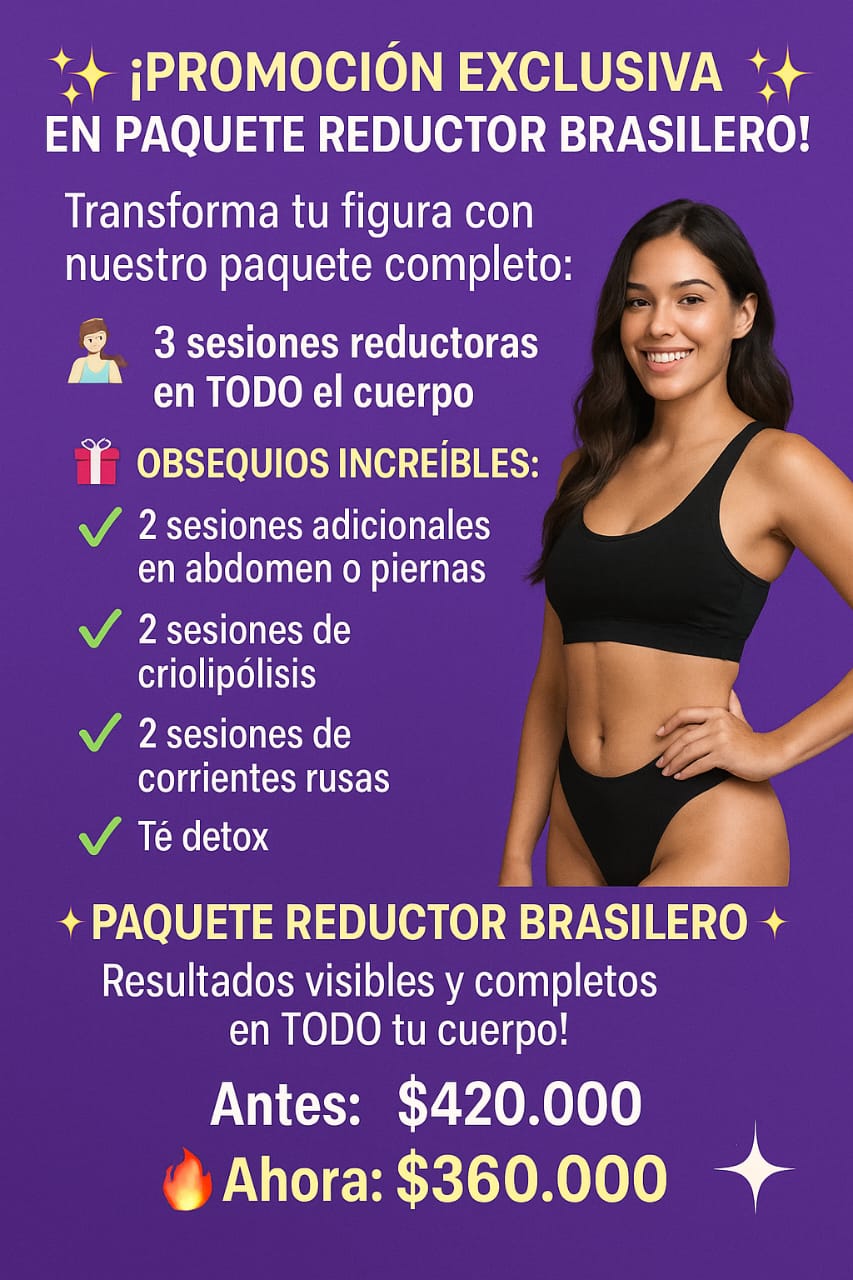 ¡PROMOCIÓN EXCLUSIVA
EN PAQUETE REDUCTOR BRASILERO!
Transforma tu figura con
nuestro paquete completo:
3 sesiones reductoras
en TODO el cuerpo
OBSEQUIOS INCREÍBLES:
2 sesiones adicionales
en abdomen o piernas
2 sesiones de
criolipólisis
2 sesiones de
corrientes rusas
Té detox
PAQUETE REDUCTOR BRASILERO
Resultados visibles y completos
en TODO tu cuerpo!
Antes: $420.000
Ahora: $360.000